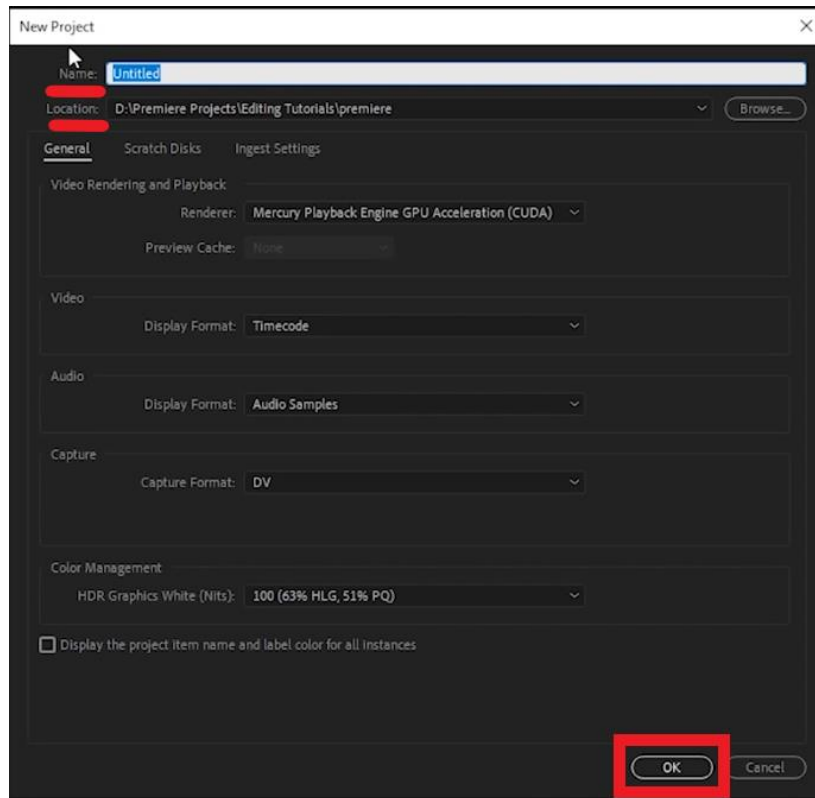 New Project
Name: Untitled
Location: D:\Premiere Projects\Editing Tutorials\premiere Browse...
General Scratch Disks Ingest Settings
Video Rendering and Playback
Renderer: Mercury Playback Engine GPU Acceleration (CUDA)
Preview Cache: None
Video
Display Format: Timecode
Audio
Display Format: Audio Samples
Capture
Capture Format: DV
Color Management
HDR Graphics White (Nits): 100 (63% HLG, 51% PQ)
Display the project item name and label color for all instances
OK Cancel